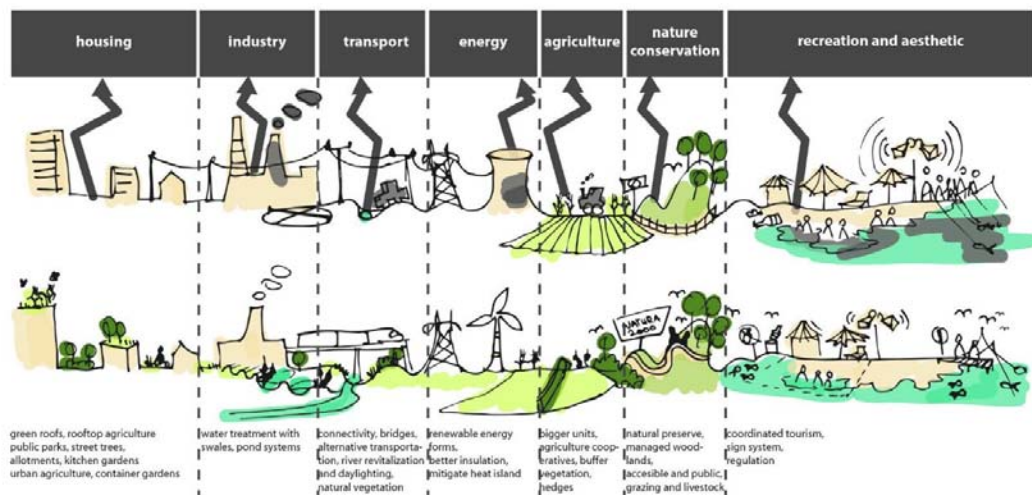 housing
industry
transport
energy
agriculture
nature
conservation
recreation and aesthetic
NATURA
2000
green roofs, rooftop agriculture
public parks, street trees,
allotments, kitchen gardens
urban agriculture, container gardens
water treatment with
swales, pond systems
connectivity, bridges,
alternative transporta-
tion, river revitalization
and daylighting,
natural vegetation
renewable energy
forms,
better insulation,
mitigate heat island
bigger units,
agriculture coop-
eratives, buffer
vegetation,
hedges
natural preserve,
managed wood-
lands,
accesible and public,
grazing and livestock
coordinated tourism,
sign system,
regulation